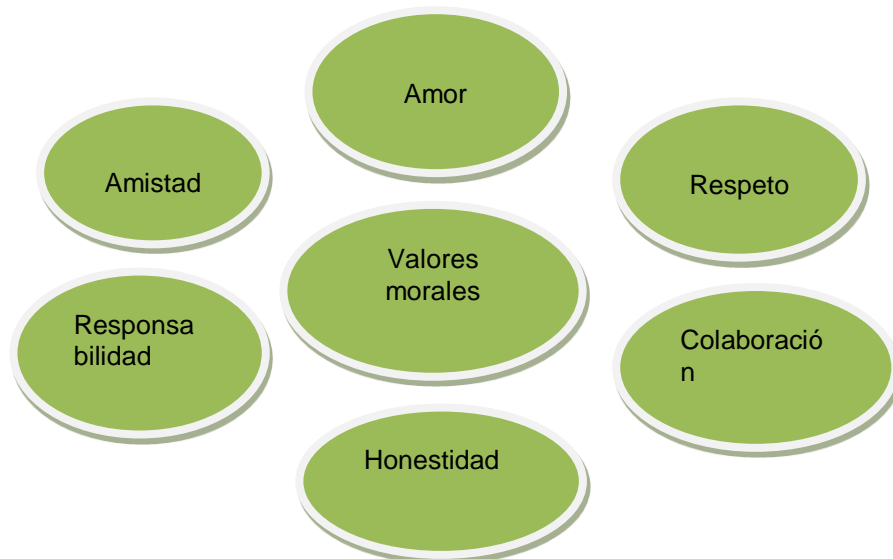 Amor
Amistad
Respeto
Valores
morales
Responsa
bilidad
Colaboració
n
Honestidad